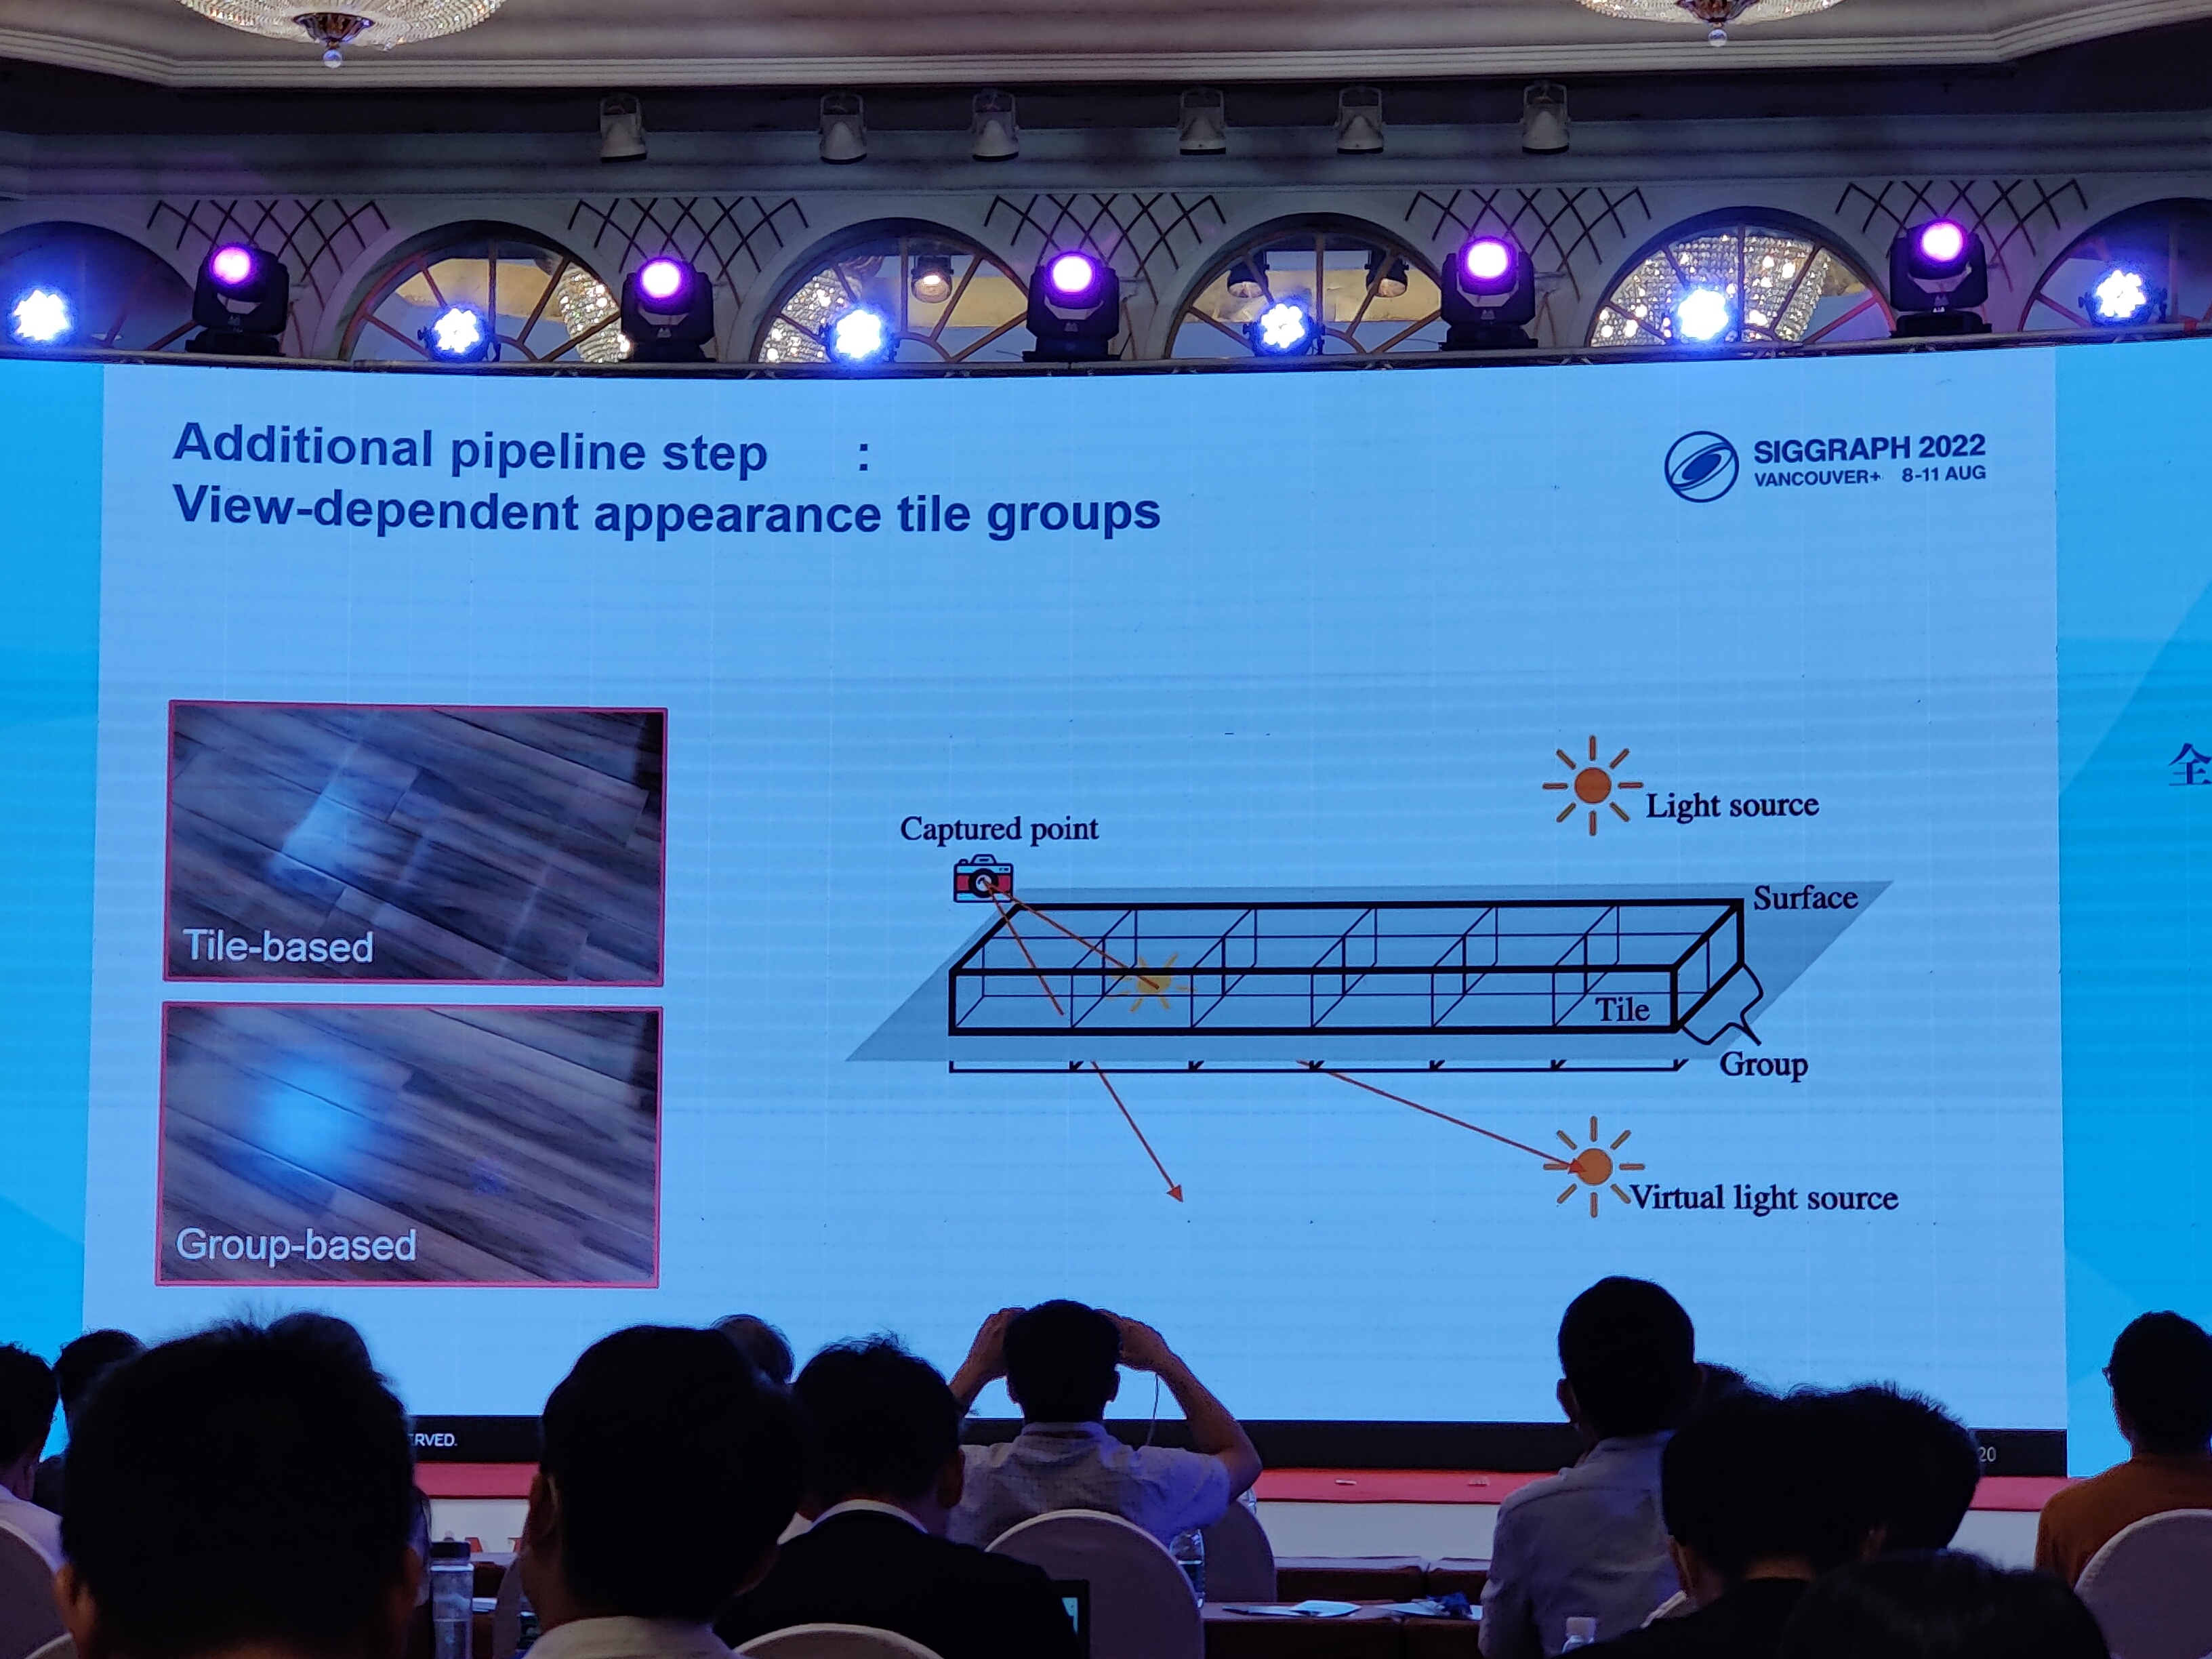 Additional pipeline step :
View-dependent appearance tile groups
SIGGRAPH 2022
VANCOUVER+ 8-11 AUG
全
Captured point
Light source
Surface
Tile-based
Tile
Group
Virtual light source
Group-based
RVED.
20